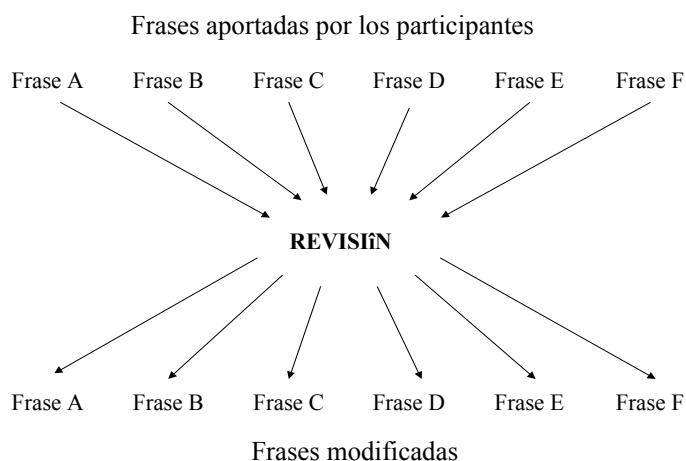 Frases aportadas por los participantes
Frase A Frase B Frase C Frase D Frase E Frase F
REVISIîN
Frase A Frase B Frase C Frase D Frase E Frase F
Frases modificadas